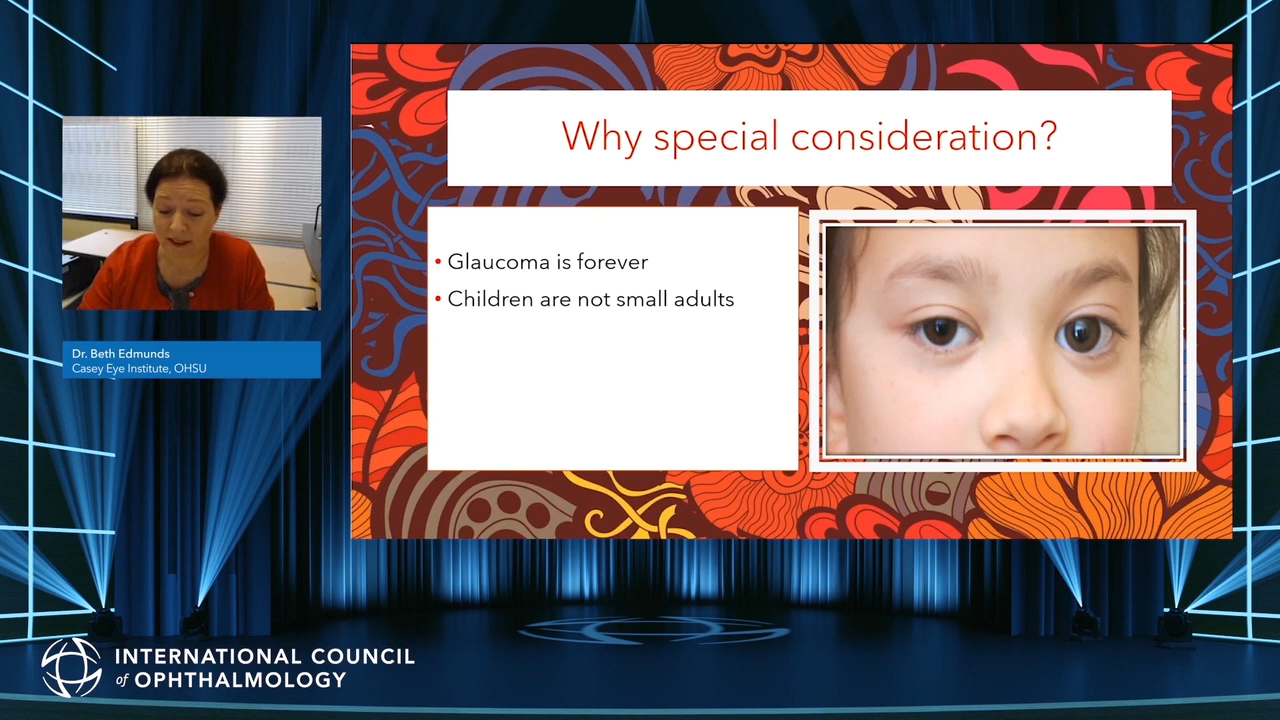 Why special consideration?
• Glaucoma is forever
• Children are not small adults
Dr. Beth Edmunds
Casey Eye Institute, OHSU
INTERNATIONAL COUNCIL
of OPHTHALMOLOGY